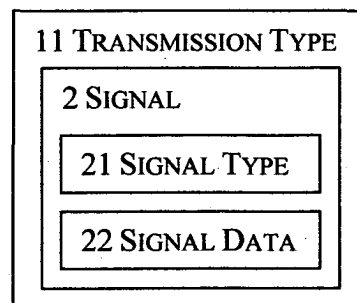 11 TRANSMISSION TYPE
2 SIGNAL
21 SIGNAL TYPE
22 SIGNAL DATA